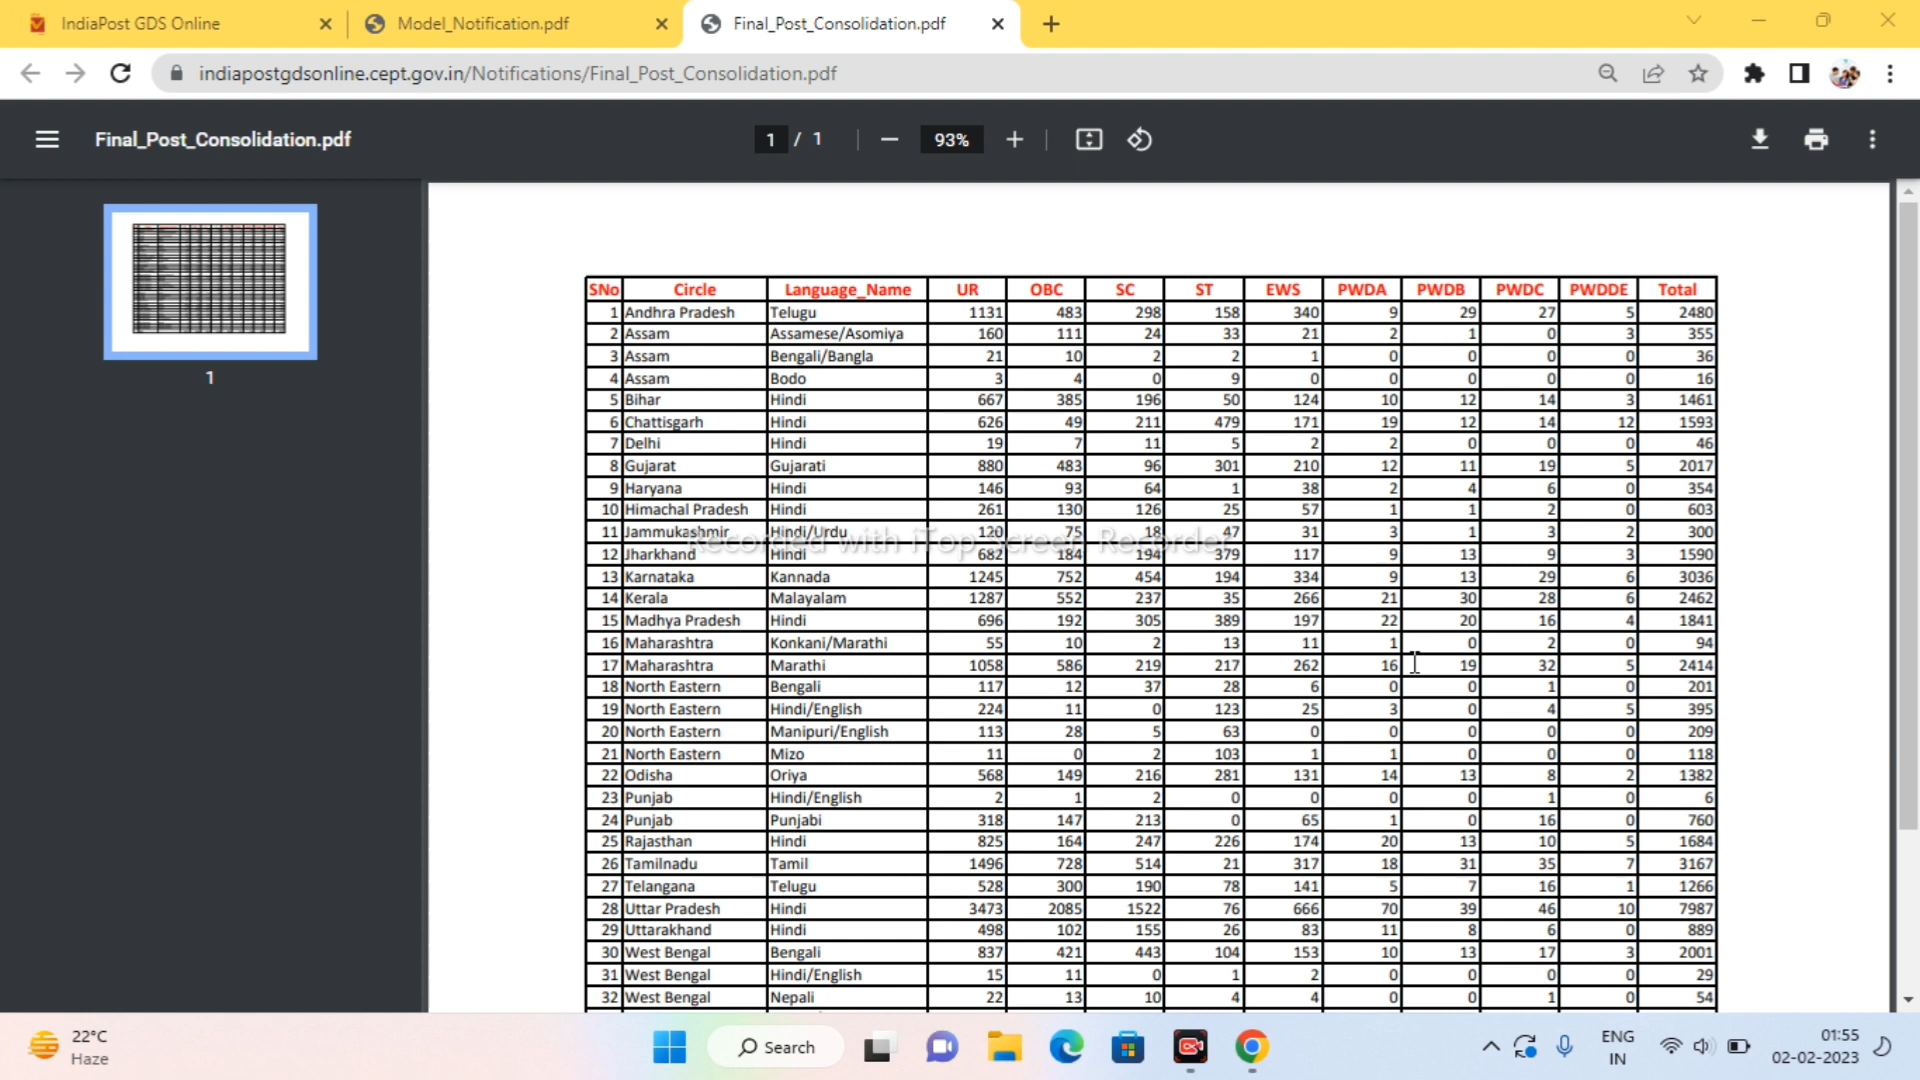 IndiaPost GDS Online
Model_Notification.pdf
Final_Post_Consolidation.pdf
indiapostgdsonline.cept.gov.in/Notifications/Final_Post_Consolidation.pdf
Final_Post_Consolidation.pdf
1 / 1
93%
1
SNo Circle Language_Name UR OBC SC ST EWS PWDA PWDB PWDC PWDDE Total
1 Andhra Pradesh Telugu 1131 483 298 158 340 9 29 27 5 2480
2 Assam Assamese/Asomiya 160 111 24 33 21 2 1 0 3 355
3 Assam Bengali/Bangla 21 10 2 2 1 0 0 0 0 36
4 Assam Bodo 3 4 0 9 0 0 0 0 0 16
5 Bihar Hindi 667 385 196 50 124 10 12 14 3 1461
6 Chattisgarh Hindi 626 49 211 479 171 19 12 14 12 1593
7 Delhi Hindi 19 7 11 5 2 2 0 0 0 46
8 Gujarat Gujarati 880 483 96 301 210 12 11 19 5 2017
9 Haryana Hindi 146 93 64 1 38 2 4 6 0 354
10 Himachal Pradesh Hindi 261 130 126 25 57 1 1 2 0 603
11 Jammukashmir Hindi/Urdu 120 75 18 47 31 3 1 3 2 300
Recorded with iTop Screen Recorder
12 Jharkhand Hindi 682 184 194 379 117 9 13 9 3 1590
13 Karnataka Kannada 1245 752 454 194 334 9 13 29 6 3036
14 Kerala Malayalam 1287 552 237 35 266 21 30 28 6 2462
15 Madhya Pradesh Hindi 696 192 305 389 197 22 20 16 4 1841
16 Maharashtra Konkani/Marathi 55 10 2 13 11 1 0 2 0 94
17 Maharashtra Marathi 1058 586 219 217 262 16 19 32 5 2414
18 North Eastern Bengali 117 12 37 28 6 0 0 1 0 201
19 North Eastern Hindi/English 224 11 0 123 25 3 0 4 5 395
20 North Eastern Manipuri/English 113 28 5 63 0 0 0 0 0 209
21 North Eastern Mizo 11 0 2 103 1 1 0 0 0 118
22 Odisha Oriya 568 149 216 281 131 14 13 8 2 1382
23 Punjab Hindi/English 2 1 2 0 0 0 0 1 0 6
24 Punjab Punjabi 318 147 213 0 65 1 0 16 0 760
25 Rajasthan Hindi 825 164 247 226 174 20 13 10 5 1684
26 Tamilnadu Tamil 1496 728 514 21 317 18 31 35 7 3167
27 Telangana Telugu 528 300 190 78 141 5 7 16 1 1266
28 Uttar Pradesh Hindi 3473 2085 1522 76 666 70 39 46 10 7987
29 Uttarakhand Hindi 498 102 155 26 83 11 8 6 0 889
30 West Bengal Bengali 837 421 443 104 153 10 13 17 3 2001
31 West Bengal Hindi/English 15 11 0 1 2 0 0 0 0 29
32 West Bengal Nepali 22 13 10 4 4 0 0 1 0 54
22°C
Haze
Search
ENG
IN
01:55
02-02-2023